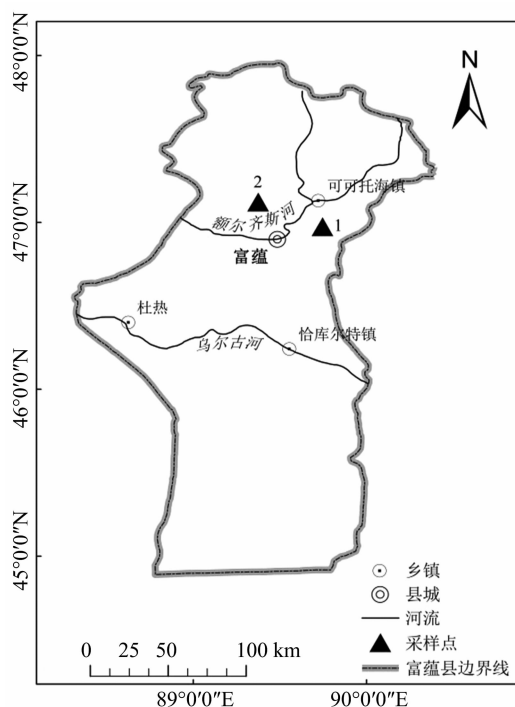 48°0′0″N
N
可可托海镇
2
额尔齐斯河
1
47°0′0″N
富蕴
杜热
恰库尔特镇
乌尔古河
46°0′0″N
45°0′0″N
乡镇
县城
河流
采样点
富蕴县边界线
0 25 50 100 km
89°0′0″E 90°0′0″E